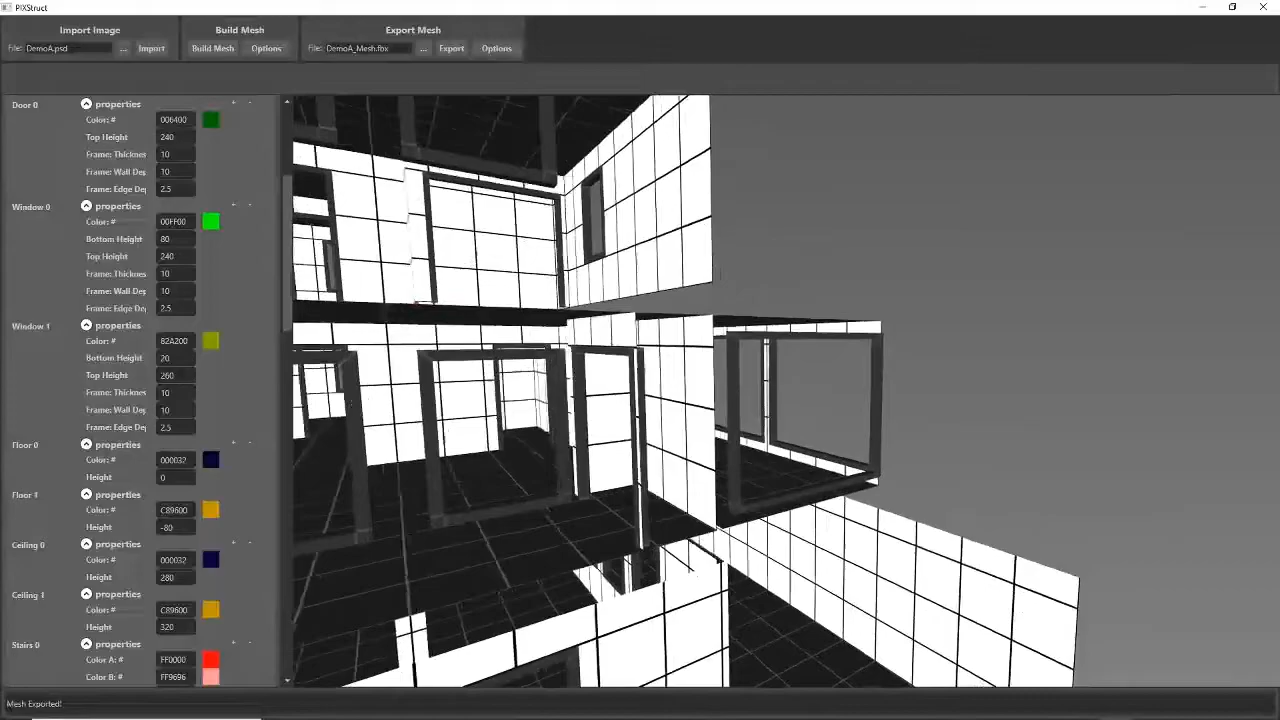 PIXStruct
Import Image
Build Mesh
Export Mesh
File: DemoA.psd ... Import
Build Mesh Options
File: DemoA_Mesh.fbx ... Export Options
Door 0 properties + -
Color: # 006400
Top Height 240
Frame: Thicknes 10
Frame: Wall Dep 10
Frame: Edge Dep 2.5
Window 0 properties + -
Color: # 00FF00
Bottom Height 80
Top Height 240
Frame: Thicknes 10
Frame: Wall Dep 10
Frame: Edge Dep 2.5
Window 1 properties
Color: # 82A200
Bottom Height 20
Top Height 260
Frame: Thicknes 10
Frame: Wall Dep 10
Frame: Edge Dep 2.5
Floor 0 properties + -
Color: # 000032
Height 0
Floor 1 properties
Color: # C89600
Height -80
Ceiling 0 properties + -
Color: # 000032
Height 280
Ceiling 1 properties
Color: # C89600
Height 320
Stairs 0 properties + -
Color A: # FF0000
Color B: # FF9696
Mesh Exported!